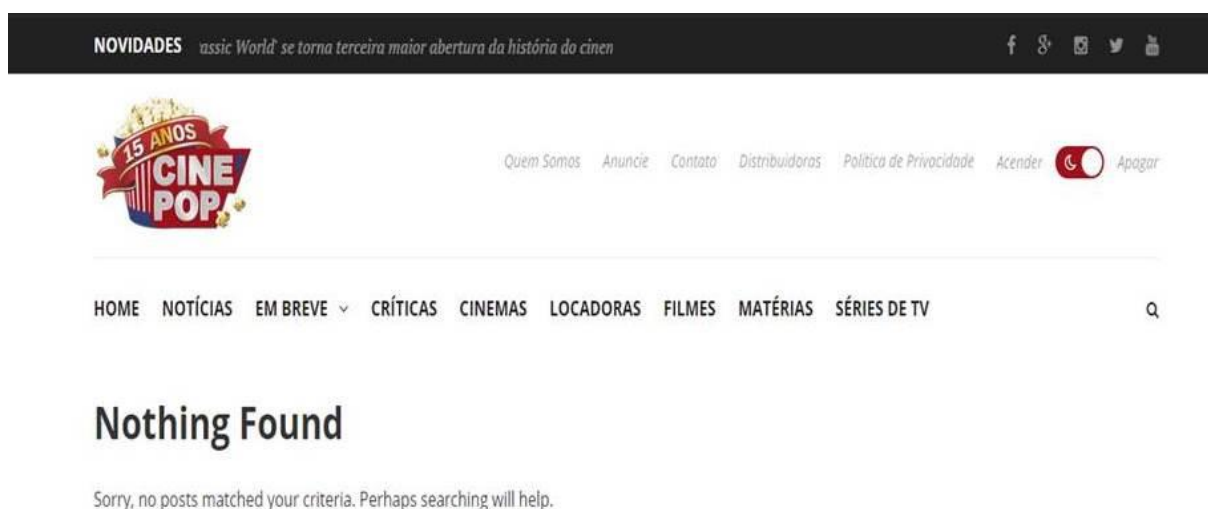 NOVIDADES assic World' se torna terceira maior abertura da história do cinen
15 ANOS
CINE
POP
Quem Somos Anuncie Contato Distribuidoras Política de Privacidade Acender Apagar
HOME NOTÍCIAS EM BREVE CRÍTICAS CINEMAS LOCADORAS FILMES MATÉRIAS SÉRIES DE TV
Nothing Found
Sorry, no posts matched your criteria. Perhaps searching will help.